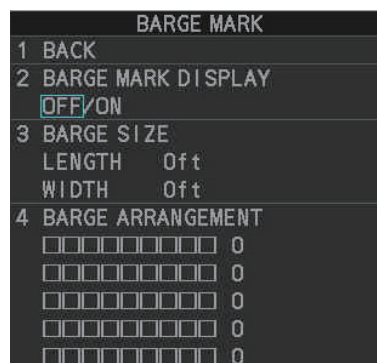 BARGE MARK
1 BACK
2 BARGE MARK DISPLAY
OFF/ON
3 BARGE SIZE
LENGTH 0ft
WIDTH 0ft
4 BARGE ARRANGEMENT
□□□□□□□□□ 0
□□□□□□□□□ 0
□□□□□□□□□ 0
□□□□□□□□□ 0
□□□□□□□□□ 0